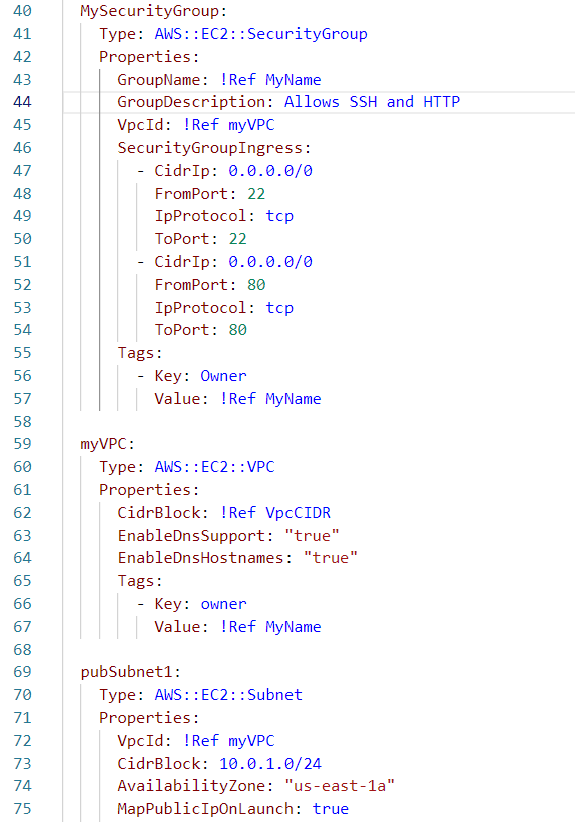 40 MySecurityGroup:
41 Type: AWS::EC2::SecurityGroup
42 Properties:
43 GroupName: !Ref MyName
44 GroupDescription: Allows SSH and HTTP
45 VpcId: !Ref myVPC
46 SecurityGroupIngress:
47 - CidrIp: 0.0.0.0/0
48 FromPort: 22
49 IpProtocol: tcp
50 ToPort: 22
51 - CidrIp: 0.0.0.0/0
52 FromPort: 80
53 IpProtocol: tcp
54 ToPort: 80
55 Tags:
56 - Key: Owner
57 Value: !Ref MyName
58
59 myVPC:
60 Type: AWS::EC2::VPC
61 Properties:
62 CidrBlock: !Ref VpcCIDR
63 EnableDnsSupport: "true"
64 EnableDnsHostnames: "true"
65 Tags:
66 - Key: owner
67 Value: !Ref MyName
68
69 pubSubnet1:
70 Type: AWS::EC2::Subnet
71 Properties:
72 VpcId: !Ref myVPC
73 CidrBlock: 10.0.1.0/24
74 AvailabilityZone: "us-east-1a"
75 MapPublicIpOnLaunch: true